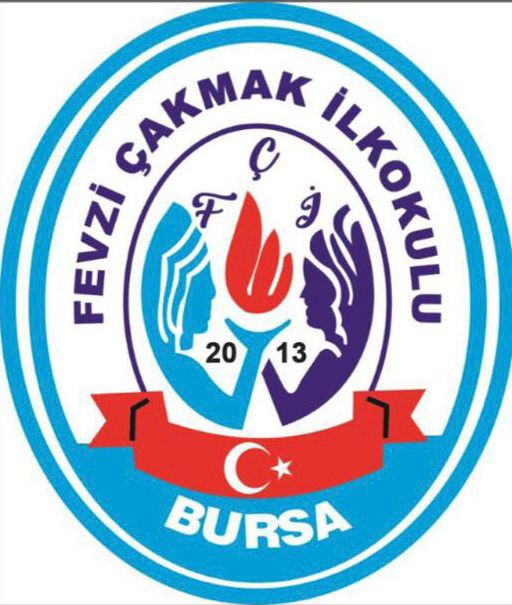 FEVZİ ÇAKMAK İLKOKULU
F Ç İ
20 13
BURSA